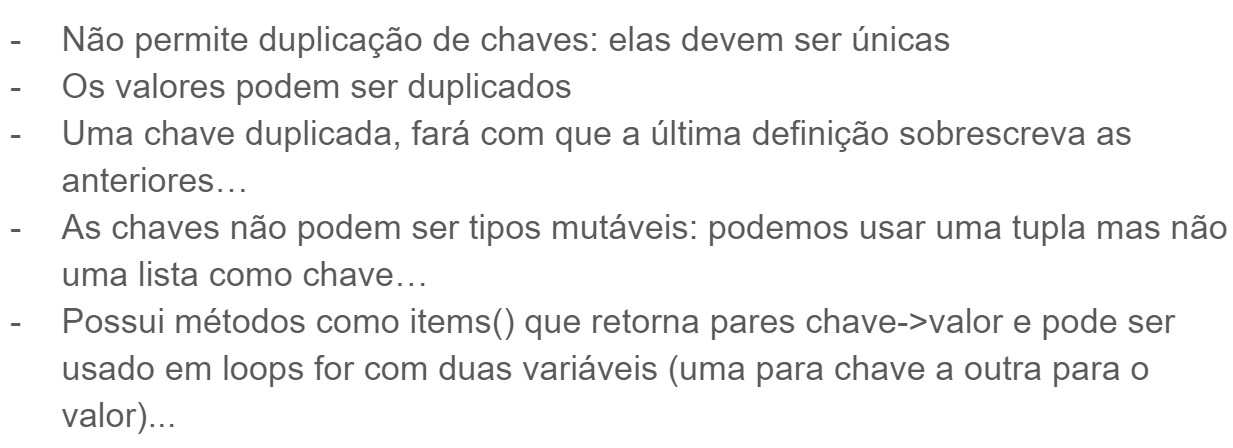 - Não permite duplicação de chaves: elas devem ser únicas
- Os valores podem ser duplicados
- Uma chave duplicada, fará com que a última definição sobrescreva as
anteriores…
- As chaves não podem ser tipos mutáveis: podemos usar uma tupla mas não
uma lista como chave…
- Possui métodos como items() que retorna pares chave->valor e pode ser
usado em loops for com duas variáveis (uma para chave a outra para o
valor)...